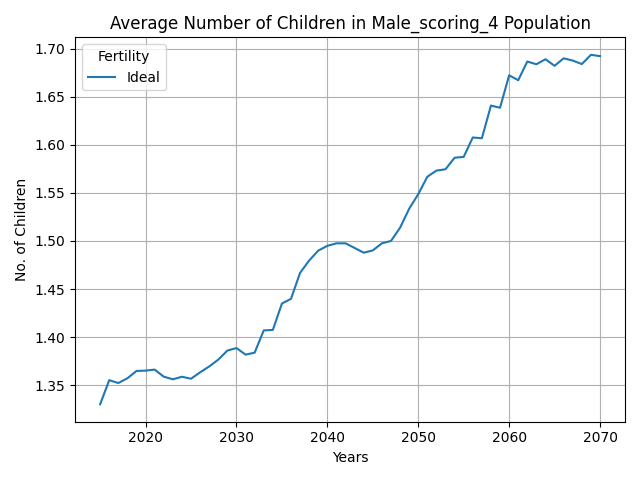 Average Number of Children in Male_scoring_4 Population
Fertility
Ideal
No. of Children
1.70
1.65
1.60
1.55
1.50
1.45
1.40
1.35
2020 2030 2040 2050 2060 2070
Years